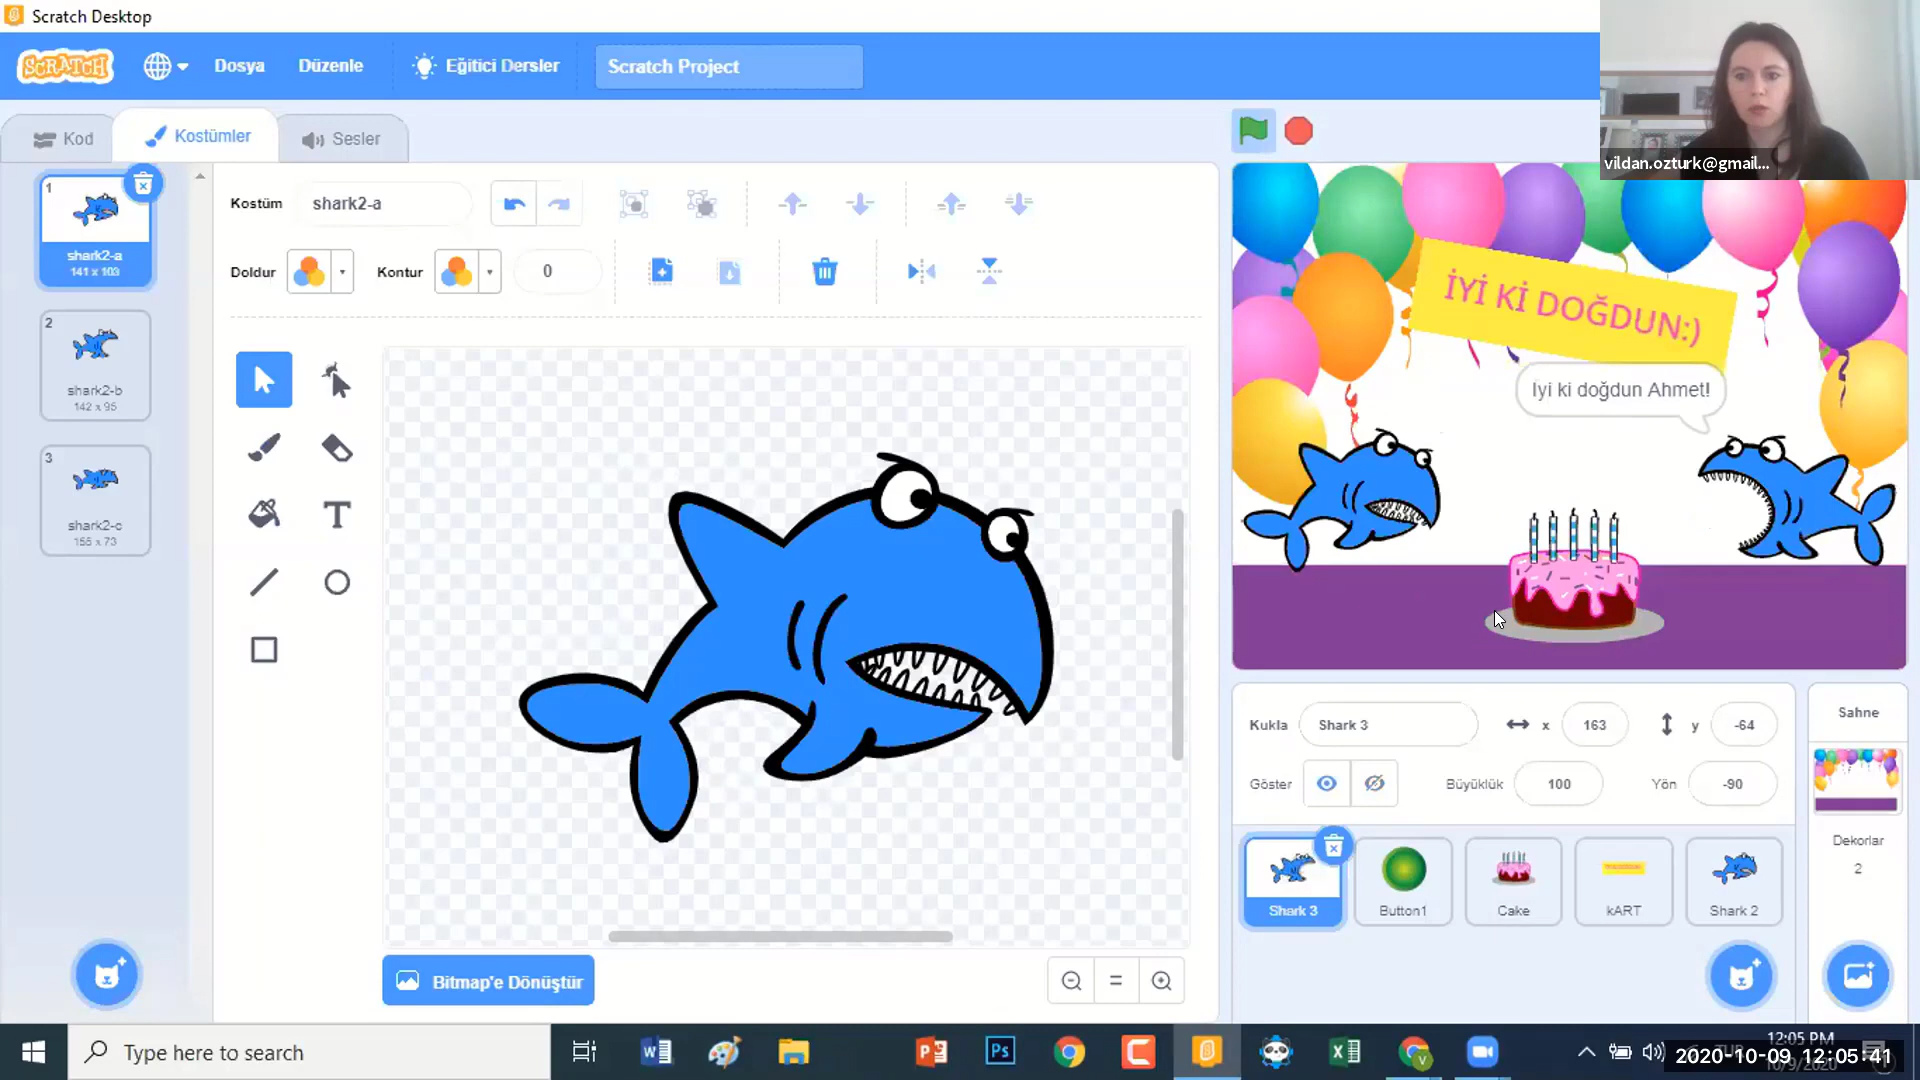 Scratch Desktop
SCRATCH
Dosya
Düzenle
Eğitici Dersler
Scratch Project
vildan.ozturk@gmail...
Kod
Kostümler
Sesler
1
shark2-a
141 x 103
2
shark2-b
142 x 95
3
shark2-c
155 x 73
Kostüm
shark2-a
Doldur
Kontur
0
Bitmap'e Dönüştür
İYİ Kİ DOĞDUN:)
Iyi ki doğdun Ahmet!
Kukla
Shark 3
x
163
y
-64
Göster
Büyüklük
100
Yön
-90
Shark 3
Button1
Cake
kART
Shark 2
Sahne
Dekorlar
2
Type here to search
12:05 PM
2020-10-09 12:05:41